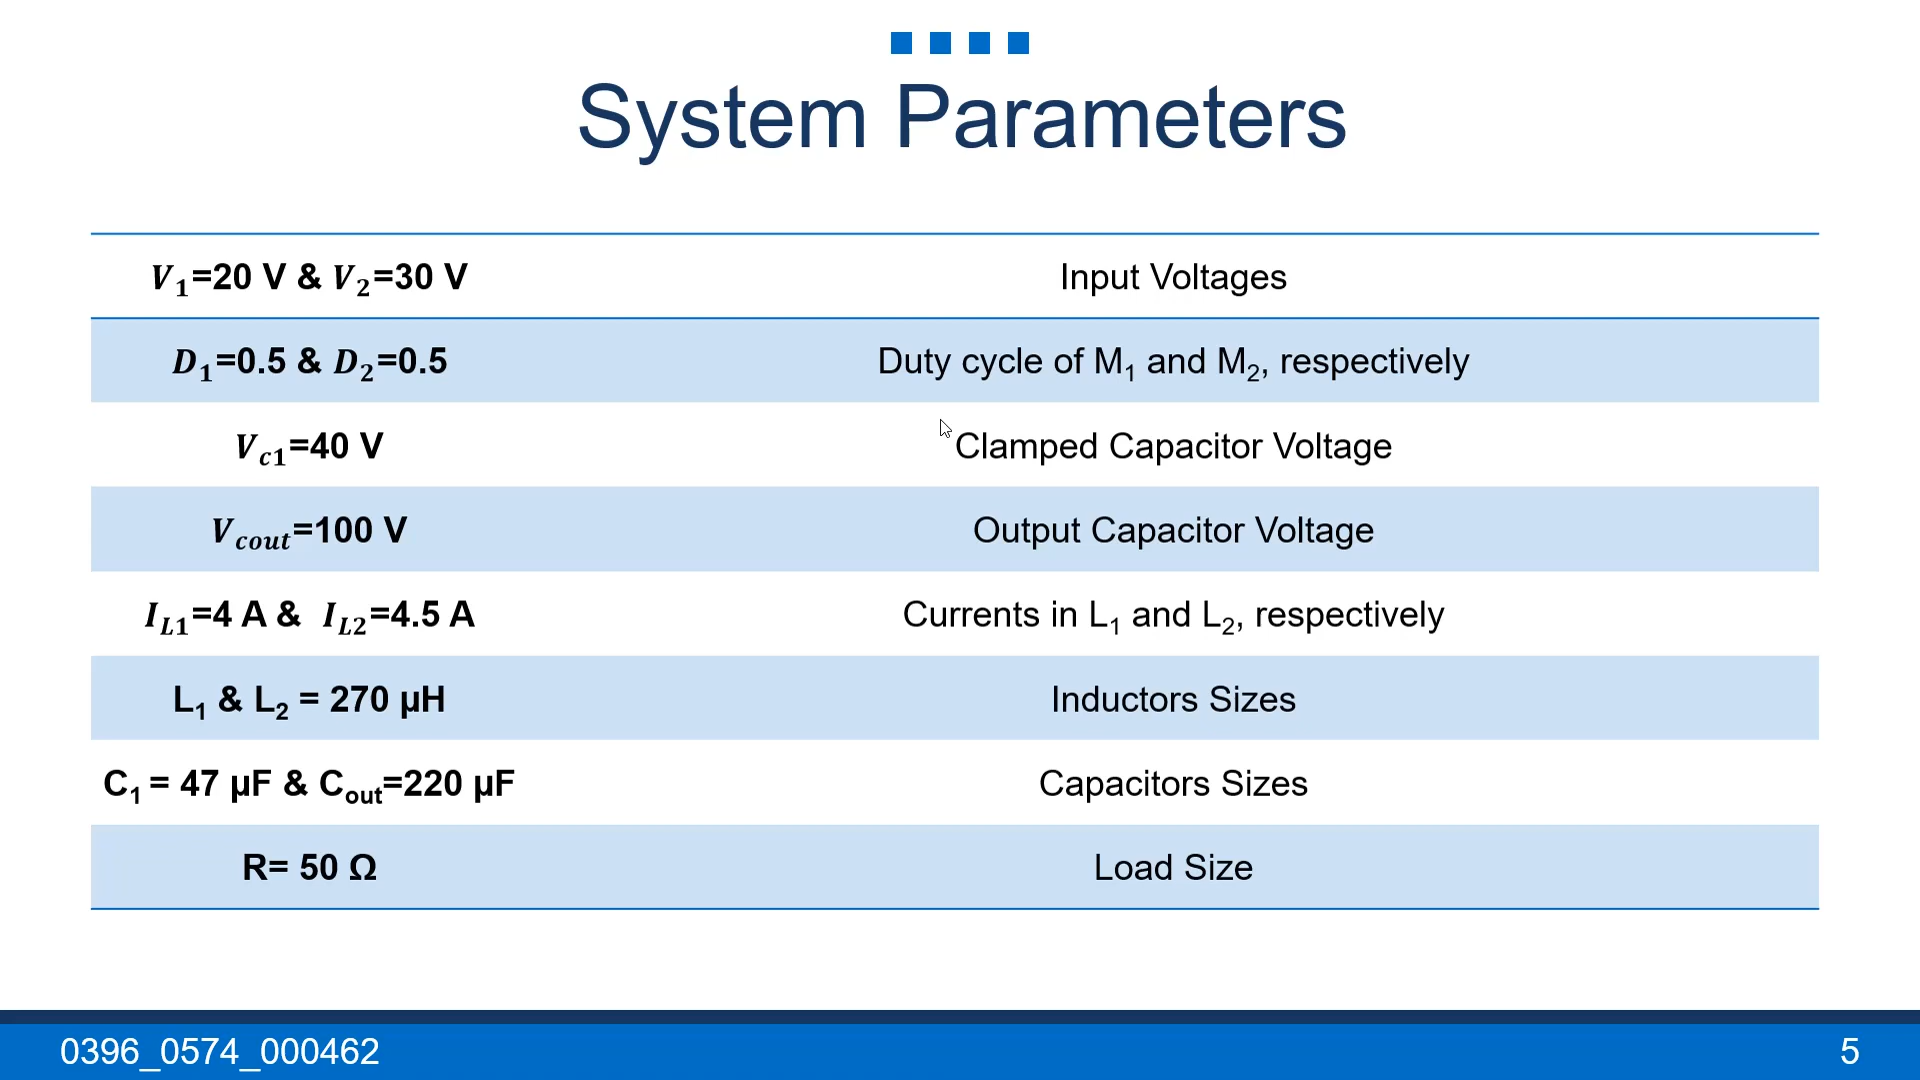 System Parameters
V1=20 V & V2=30 V Input Voltages
D1=0.5 & D2=0.5 Duty cycle of M1 and M2, respectively
Vc1=40 V Clamped Capacitor Voltage
Vcout=100 V Output Capacitor Voltage
IL1=4 A & IL2=4.5 A Currents in L1 and L2, respectively
L1 & L2 = 270 µH Inductors Sizes
C1 = 47 µF & Cout=220 µF Capacitors Sizes
R= 50 Ω Load Size
0396_0574_000462 5